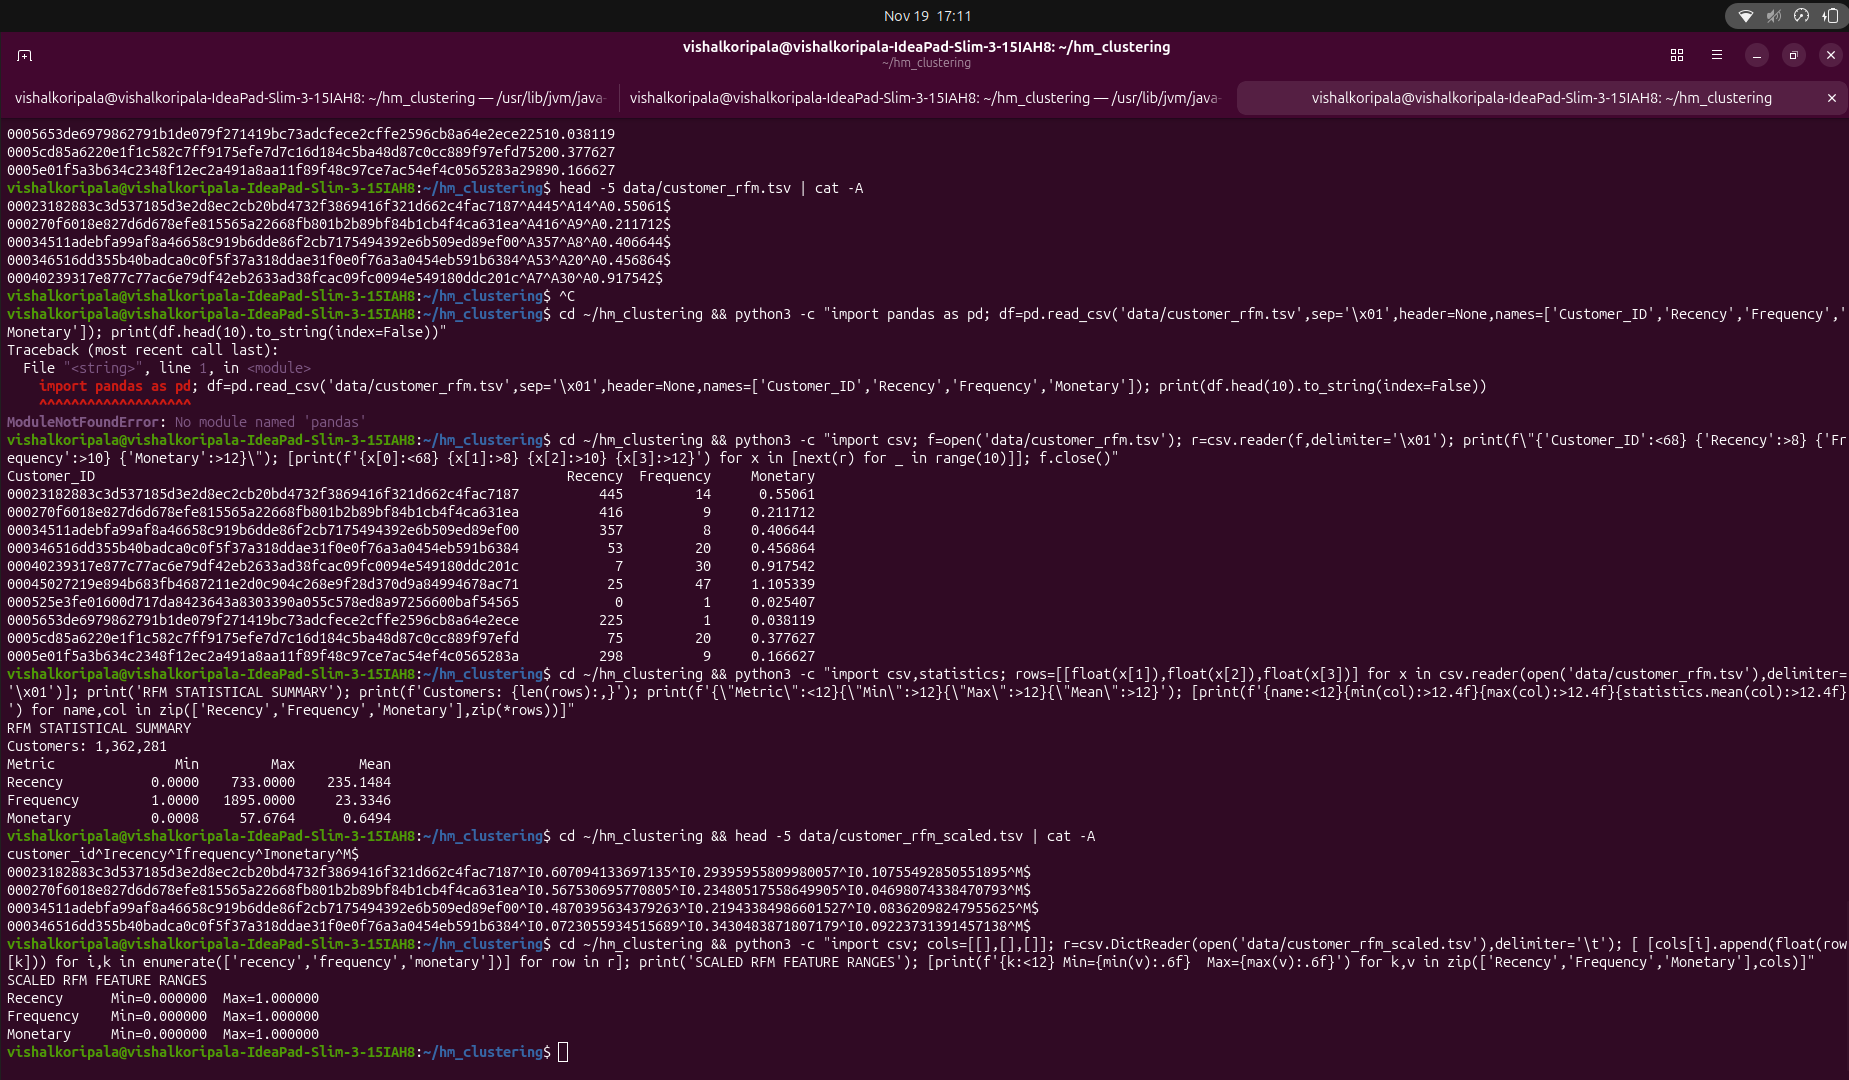 Nov 19 17:11
vishalkoripala@vishalkoripala-IdeaPad-Slim-3-15IAH8: ~/hm_clustering
~/hm_clustering
vishalkoripala@vishalkoripala-IdeaPad-Slim-3-15IAH8: ~/hm_clustering — /usr/lib/jvm/java-
vishalkoripala@vishalkoripala-IdeaPad-Slim-3-15IAH8: ~/hm_clustering — /usr/lib/jvm/java-
vishalkoripala@vishalkoripala-IdeaPad-Slim-3-15IAH8: ~/hm_clustering
0005653de6979862791b1de079f271419bc73adcfece2cffe2596cb8a64e2ece22510.038119
0005cd85a6220e1f1c582c7ff9175efe7d7c16d184c5ba48d87c0cc889f97efd75200.377627
0005e01f5a3b634c2348f12ec2a491a8aa11f89f48c97ce7ac54ef4c0565283a29890.166627
vishalkoripala@vishalkoripala-IdeaPad-Slim-3-15IAH8:~/hm_clustering$ head -5 data/customer_rfm.tsv | cat -A
00023182883c3d537185d3e2d8ec2cb20bd4732f3869416f321d662c4fac7187^A445^A14^A0.55061$
000270f6018e827d6d678efe815565a22668fb801b2b89bf84b1cb4f4ca631ea^A416^A9^A0.211712$
00034511adebfa99af8a46658c919b6dde86f2cb7175494392e6b509ed89ef00^A357^A8^A0.406644$
000346516dd355b40badca0c0f5f37a318ddae31f0e0f76a3a0454eb591b6384^A53^A20^A0.456864$
00040239317e877c77ac6e79df42eb2633ad38fcac09fc0094e549180ddc201c^A7^A30^A0.917542$
vishalkoripala@vishalkoripala-IdeaPad-Slim-3-15IAH8:~/hm_clustering$ ^C
vishalkoripala@vishalkoripala-IdeaPad-Slim-3-15IAH8:~/hm_clustering$ cd ~/hm_clustering && python3 -c "import pandas as pd; df=pd.read_csv('data/customer_rfm.tsv',sep='\x01',header=None,names=['Customer_ID','Recency','Frequency','
Monetary']); print(df.head(10).to_string(index=False))"
Traceback (most recent call last):
  File "<string>", line 1, in <module>
    import pandas as pd; df=pd.read_csv('data/customer_rfm.tsv',sep='\x01',header=None,names=['Customer_ID','Recency','Frequency','Monetary']); print(df.head(10).to_string(index=False))
    ^^^^^^^^^^^^^^^^^^^
ModuleNotFoundError: No module named 'pandas'
vishalkoripala@vishalkoripala-IdeaPad-Slim-3-15IAH8:~/hm_clustering$ cd ~/hm_clustering && python3 -c "import csv; f=open('data/customer_rfm.tsv'); r=csv.reader(f,delimiter='\x01'); print(f\"{'Customer_ID':<68} {'Recency':>8} {'Fr
equency':>10} {'Monetary':>12}\"); [print(f'{x[0]:<68} {x[1]:>8} {x[2]:>10} {x[3]:>12}') for x in [next(r) for _ in range(10)]]; f.close()"
Customer_ID Recency Frequency Monetary
00023182883c3d537185d3e2d8ec2cb20bd4732f3869416f321d662c4fac7187 445 14 0.55061
000270f6018e827d6d678efe815565a22668fb801b2b89bf84b1cb4f4ca631ea 416 9 0.211712
00034511adebfa99af8a46658c919b6dde86f2cb7175494392e6b509ed89ef00 357 8 0.406644
000346516dd355b40badca0c0f5f37a318ddae31f0e0f76a3a0454eb591b6384 53 20 0.456864
00040239317e877c77ac6e79df42eb2633ad38fcac09fc0094e549180ddc201c 7 30 0.917542
00045027219e894b683fb4687211e2d0c904c268e9f28d370d9a84994678ac71 25 47 1.105339
000525e3fe01600d717da8423643a8303390a055c578ed8a97256600baf54565 0 1 0.025407
0005653de6979862791b1de079f271419bc73adcfece2cffe2596cb8a64e2ece 225 1 0.038119
0005cd85a6220e1f1c582c7ff9175efe7d7c16d184c5ba48d87c0cc889f97efd 75 20 0.377627
0005e01f5a3b634c2348f12ec2a491a8aa11f89f48c97ce7ac54ef4c0565283a 298 9 0.166627
vishalkoripala@vishalkoripala-IdeaPad-Slim-3-15IAH8:~/hm_clustering$ cd ~/hm_clustering && python3 -c "import csv,statistics; rows=[[float(x[1]),float(x[2]),float(x[3])] for x in csv.reader(open('data/customer_rfm.tsv'),delimiter=
'\x01')]; print('RFM STATISTICAL SUMMARY'); print(f'Customers: {len(rows):,}'); print(f'{\"Metric\":<12}{\"Min\":>12}{\"Max\":>12}{\"Mean\":>12}'); [print(f'{name:<12}{min(col):>12.4f}{max(col):>12.4f}{statistics.mean(col):>12.4f}
') for name,col in zip(['Recency','Frequency','Monetary'],zip(*rows))]"
RFM STATISTICAL SUMMARY
Customers: 1,362,281
Metric Min Max Mean
Recency 0.0000 733.0000 235.1484
Frequency 1.0000 1895.0000 23.3346
Monetary 0.0008 57.6764 0.6494
vishalkoripala@vishalkoripala-IdeaPad-Slim-3-15IAH8:~/hm_clustering$ cd ~/hm_clustering && head -5 data/customer_rfm_scaled.tsv | cat -A
customer_id^Irecency^Ifrequency^Imonetary^M$
00023182883c3d537185d3e2d8ec2cb20bd4732f3869416f321d662c4fac7187^I0.607094133697135^I0.29395955809980057^I0.10755492850551895^M$
000270f6018e827d6d678efe815565a22668fb801b2b89bf84b1cb4f4ca631ea^I0.567530695770805^I0.23480517558649905^I0.04698074338470793^M$
00034511adebfa99af8a46658c919b6dde86f2cb7175494392e6b509ed89ef00^I0.4870395634379263^I0.21943384986601527^I0.08362098247955625^M$
000346516dd355b40badca0c0f5f37a318ddae31f0e0f76a3a0454eb591b6384^I0.0723055934515689^I0.3430483871807179^I0.09223731391457138^M$
vishalkoripala@vishalkoripala-IdeaPad-Slim-3-15IAH8:~/hm_clustering$ cd ~/hm_clustering && python3 -c "import csv; cols=[[],[],[]]; r=csv.DictReader(open('data/customer_rfm_scaled.tsv'),delimiter='\t'); [ [cols[i].append(float(row
[k])) for i,k in enumerate(['recency','frequency','monetary'])] for row in r]; print('SCALED RFM FEATURE RANGES'); [print(f'{k:<12} Min={min(v):.6f}  Max={max(v):.6f}') for k,v in zip(['Recency','Frequency','Monetary'],cols)]"
SCALED RFM FEATURE RANGES
Recency Min=0.000000 Max=1.000000
Frequency Min=0.000000 Max=1.000000
Monetary Min=0.000000 Max=1.000000
vishalkoripala@vishalkoripala-IdeaPad-Slim-3-15IAH8:~/hm_clustering$